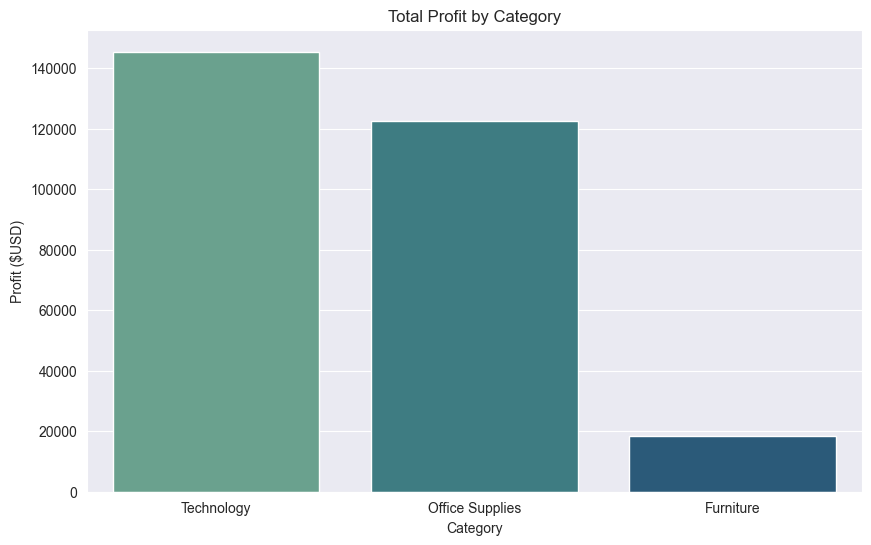 Total Profit by Category
Profit ($USD)
140000
120000
100000
80000
60000
40000
20000
0
Technology
Office Supplies
Furniture
Category